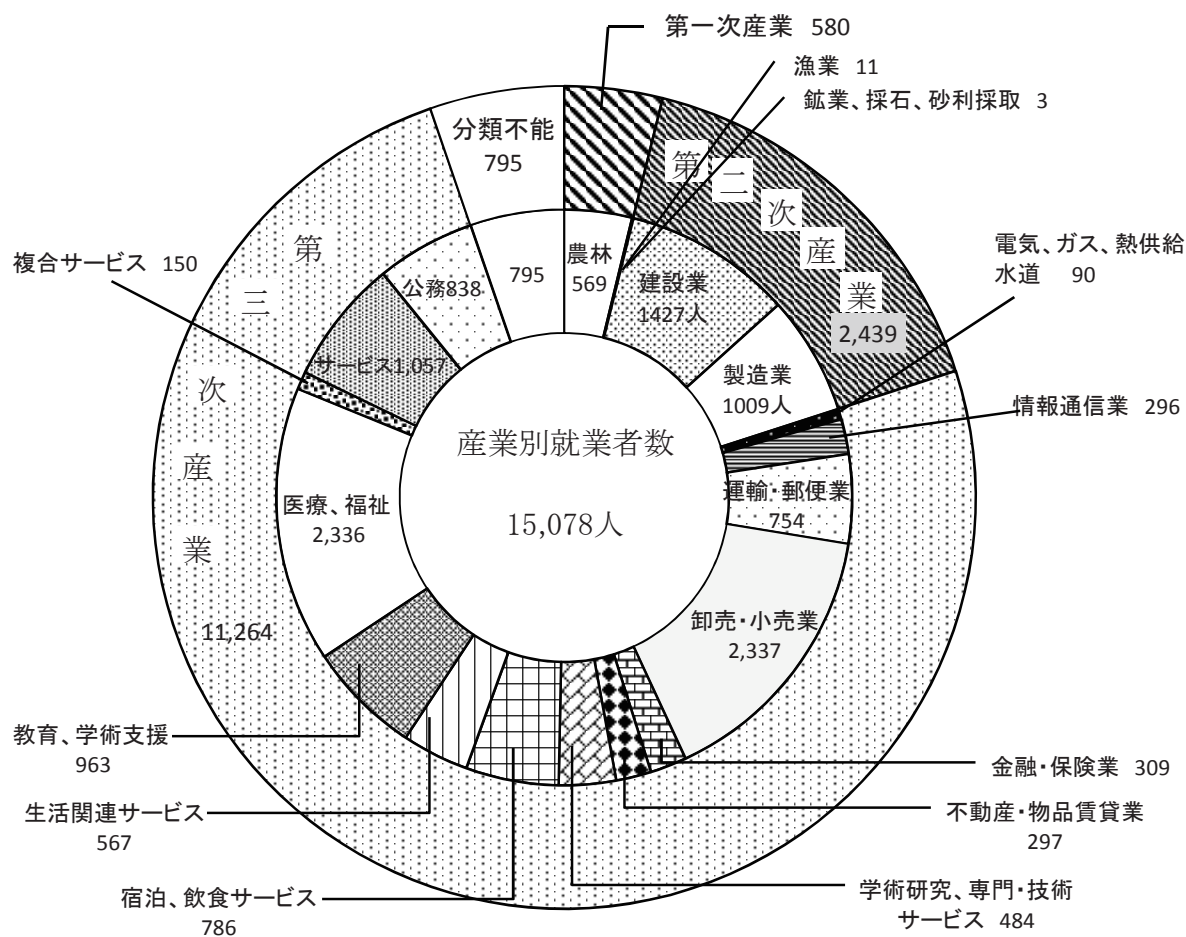 第一次産業 580
漁業 11
鉱業、採石、砂利採取 3
分類不能
795
第二次産業
2,439
電気、ガス、熱供給
水道 90
複合サービス 150
第三次産業
11,264
公務838
795
農林
569
建設業
1427人
製造業
1009人
サービス1,057
情報通信業 296
産業別就業者数
15,078人
運輸・郵便業
754
医療、福祉
2,336
卸売・小売業
2,337
教育、学術支援
963
金融・保険業 309
生活関連サービス
567
不動産・物品賃貸業
297
宿泊、飲食サービス
786
学術研究、専門・技術
サービス 484